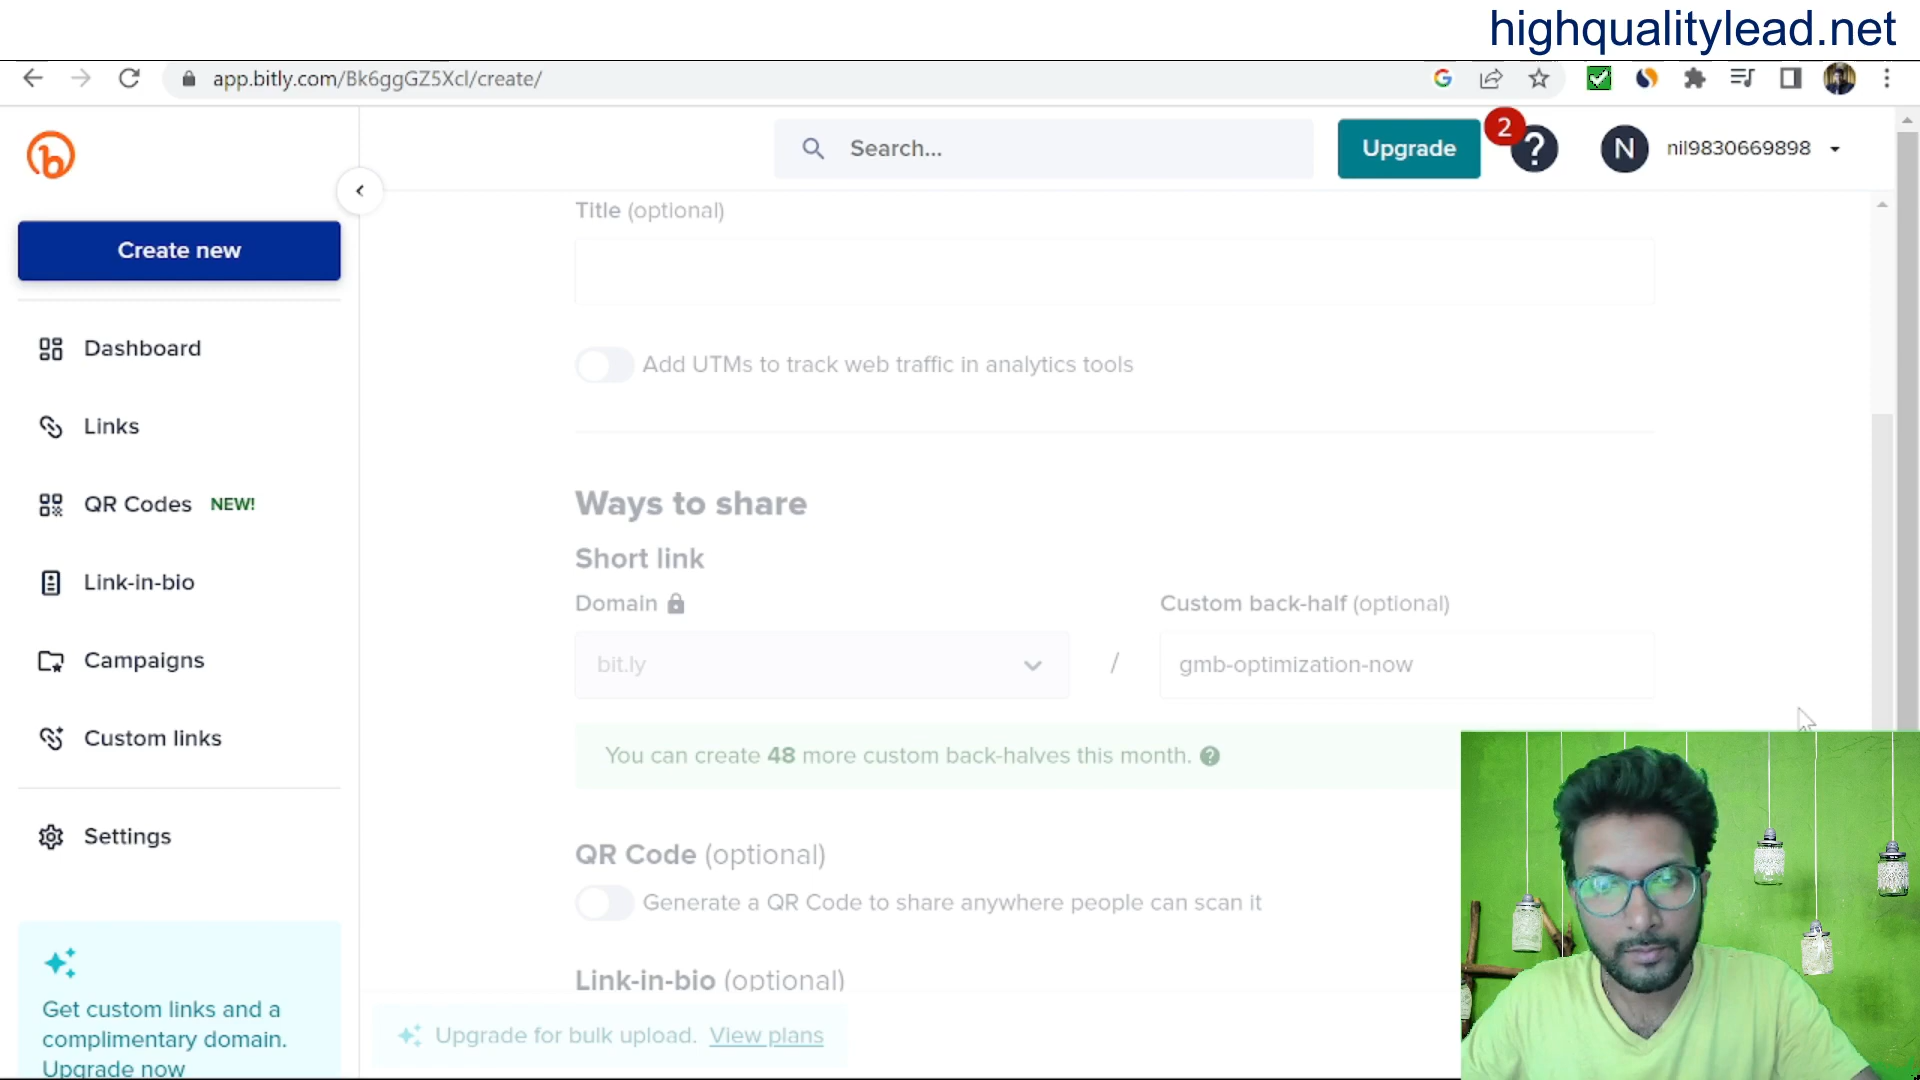 highqualitylead.net
app.bitly.com/Bk6ggGZ5Xcl/create/
Search...
Upgrade
2
?
N
nil9830669898
Create new
Dashboard
Links
QR Codes NEW!
Link-in-bio
Campaigns
Custom links
Settings
Get custom links and a
complimentary domain.
Upgrade now
Title (optional)
Add UTMs to track web traffic in analytics tools
Ways to share
Short link
Domain
Custom back-half (optional)
bit.ly
/
gmb-optimization-now
You can create 48 more custom back-halves this month. ?
QR Code (optional)
Generate a QR Code to share anywhere people can scan it
Link-in-bio (optional)
Upgrade for bulk upload. View plans